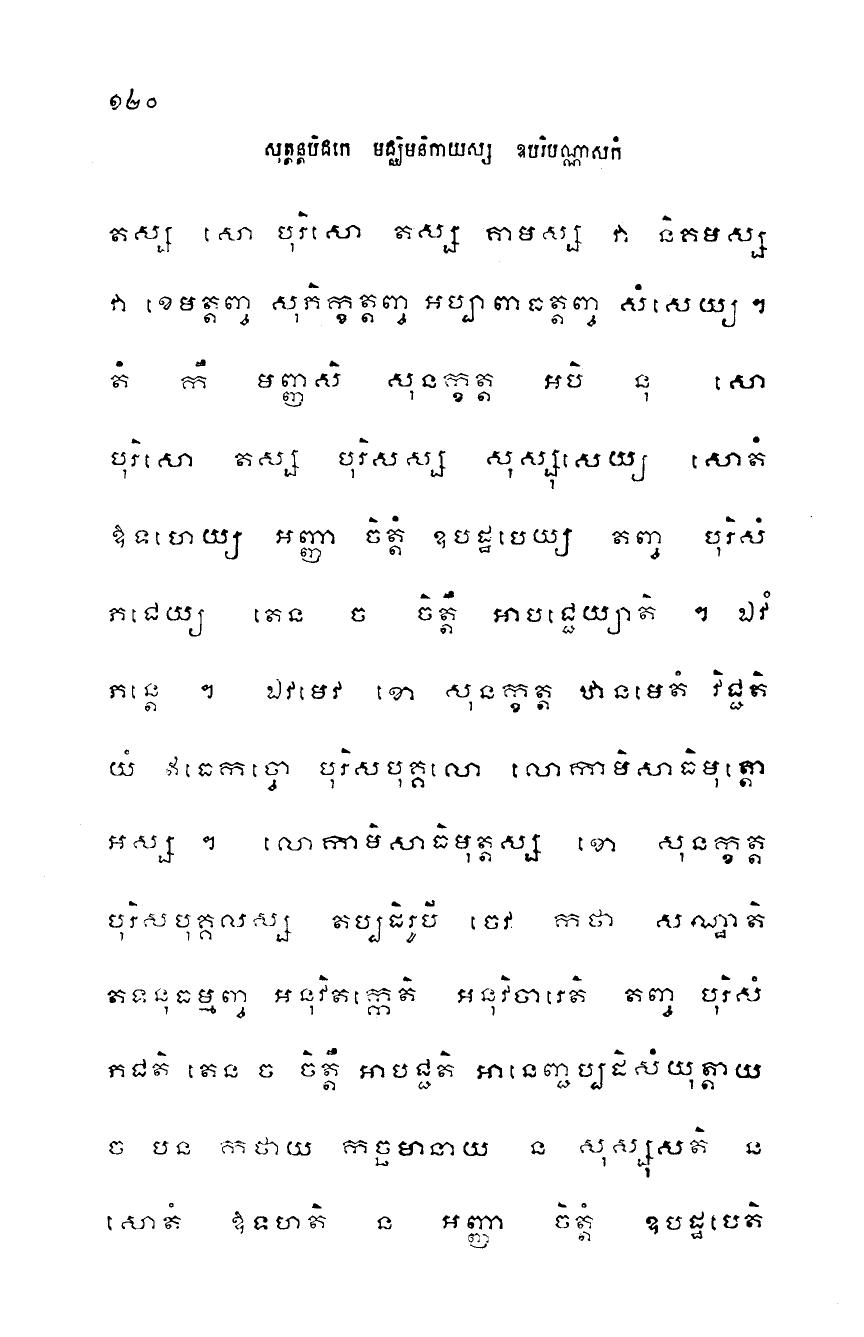 ១២០
សុត្តន្តបិដកេ មជ្ឈិមនិកាយស្ស ឧបរិបណ្ណាសកំ
តស្ស សោ បុរិសោ តស្ស គាមស្ស វា និគមស្ស
វា ខេមត្តញ្ច សុភិក្ខត្តញ្ច អប្បាពាធត្តញ្ច សំសេយ្យ ។
តំ កឹ មញ្ញសិ សុនក្ខត្ត អបិ នុ សោ
បុរិសោ តស្ស បុរិសស្ស សុស្សុសេយ្យ សោតំ
ឱទហេយ្យ អញ្ញា ចិត្តំ ឧបដ្ឋបេយ្យ តញ្ច បុរិសំ
ភជេយ្យ តេន ច ចិត្តឹ អាបជ្ជេយ្យាតិ ។ ឯវំ
ភន្តេ ។ ឯវមេវ ខោ សុនក្ខត្ត ឋានមេតំ វិជ្ជតិ
យំ ឥធេកច្ចោ បុរិសបុគ្គលោ លោកាមិសាធិមុត្តោ
អស្ស ។ លោកាមិសាធិមុត្តស្ស ខោ សុនក្ខត្ត
បុរិសបុគ្គលស្ស តប្បដិរូបី ចេវ កថា សណ្ឋាតិ
តទនុធម្មញ្ច អនុវិតក្កេតិ អនុវិចារេតិ តញ្ច បុរិសំ
ភជតិ តេន ច ចិត្តឹ អាបជ្ជតិ អានេញ្ជប្បដិសំយុត្តាយ
ច បន កថាយ កច្ឆមានាយ ន សុស្សុសតិ ន
សោតំ ឱទហតិ ន អញ្ញា ចិត្តំ ឧបដ្ឋបេតិ